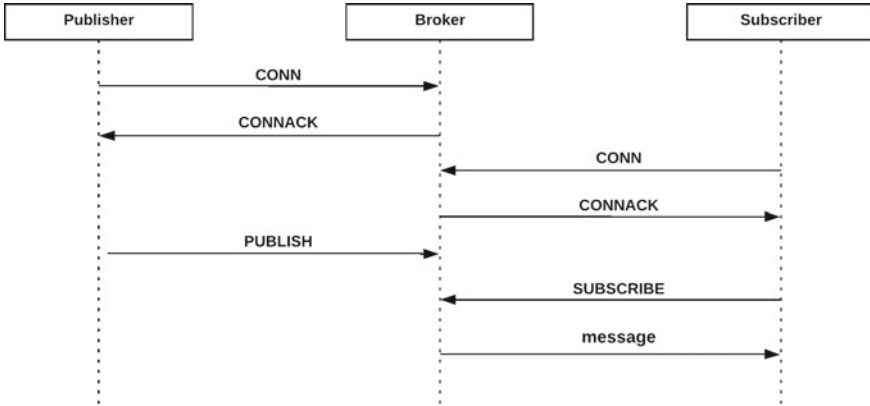 Publisher
Broker
Subscriber
CONN
CONNACK
CONN
CONNACK
PUBLISH
SUBSCRIBE
message